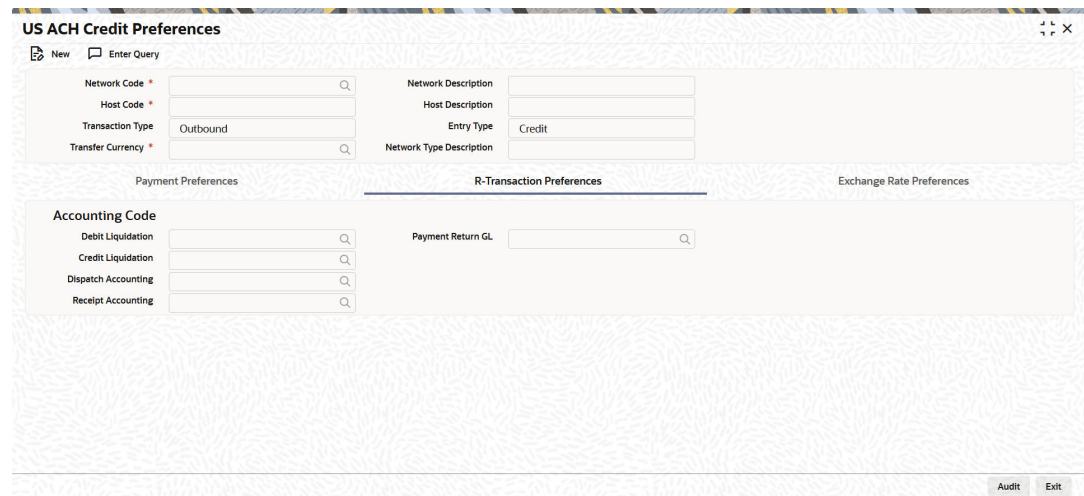 US ACH Credit Preferences
New Enter Query
Network Code * Network Description
Host Code * Host Description
Transaction Type Outbound Entry Type Credit
Transfer Currency * Network Type Description
Payment Preferences R-Transaction Preferences Exchange Rate Preferences
Accounting Code
Debit Liquidation Payment Return GL
Credit Liquidation
Dispatch Accounting
Receipt Accounting
Audit Exit